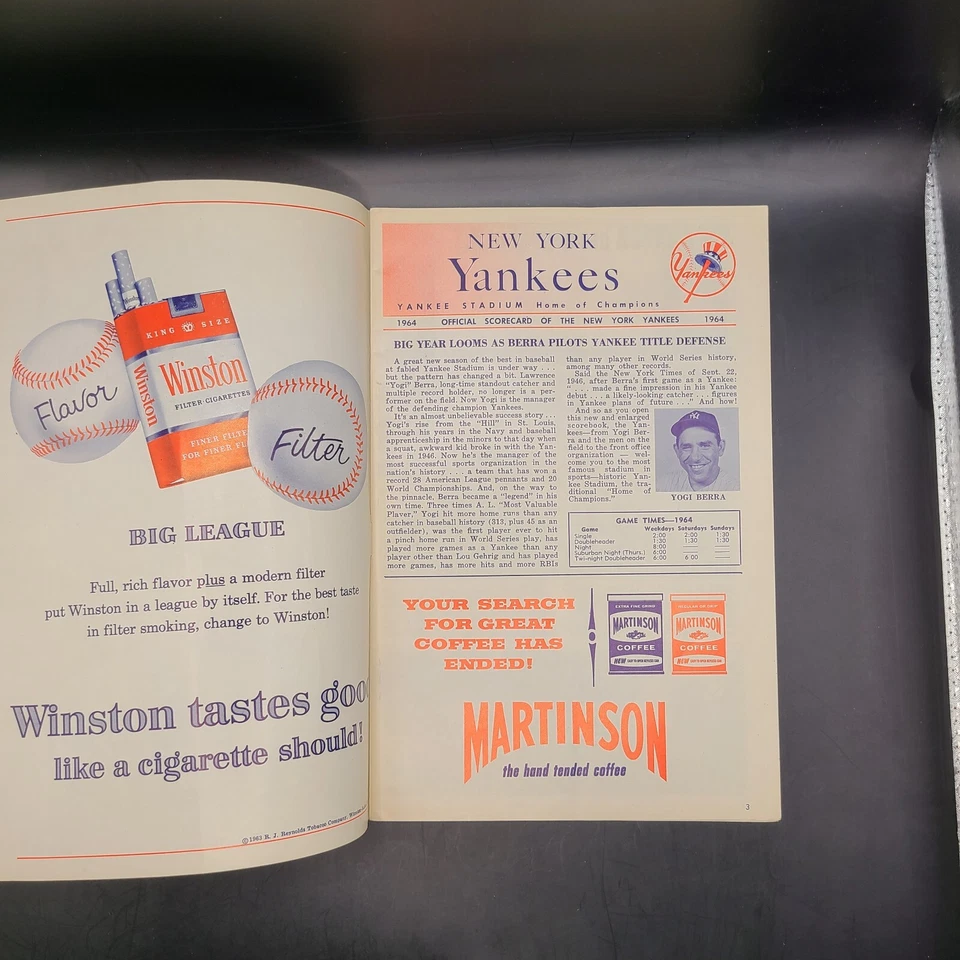 KING SIZE
Winston
FILTER·CIGARETTES
Winston
FINER FILTER
FOR FINER FL
Flavor
Filter
BIG LEAGUE
Full, rich flavor plus a modern filter
put Winston in a league by itself. For the best taste
in filter smoking, change to Winston!
Winston tastes goo
like a cigarette should!
©1963 R. J. Reynolds Tobacco Company,
NEW YORK
Yankees
YANKEE STADIUM Home of Champions
Yankees
1964 OFFICIAL SCORECARD OF THE NEW YORK YANKEES 1964
BIG YEAR LOOMS AS BERRA PILOTS YANKEE TITLE DEFENSE
A great new season of the best in baseball
at fabled Yankee Stadium is under way . . .
but the pattern has changed a bit. Lawrence
"Yogi" Berra, long-time standout catcher and
multiple record holder, no longer is a per-
former on the field. Now Yogi is the manager
of the defending champion Yankees.
It's an almost unbelievable success story . . .
Yogi's rise from the "Hill" in St. Louis,
through his years in the Navy and baseball
apprenticeship in the minors to that day when
a squat, awkward kid broke in with the Yan-
kees in 1946. Now he's the manager of the
most successful sports organization in the
nation's history . . . a team that has won a
record 28 American League pennants and 20
World Championships. And, on the way to
the pinnacle, Berra became a "legend" in his
own time. Three times A. L. "Most Valuable
Player," Yogi hit more home runs than any
catcher in baseball history (313, plus 45 as an
outfielder), was the first player ever to hit
a pinch home run in World Series play, has
played more games as a Yankee than any
player other than Lou Gehrig and has played
more games, has more hits and more RBIs
than any player in World Series history,
among many other records.
Said the New York Times of Sept. 22,
1946, after Berra's first game as a Yankee:
". . . made a fine impression in his Yankee
debut . . . a likely-looking catcher . . . figures
in Yankee plans of future . . ." And how!
And so as you open
this new and enlarged
scorebook, the Yan-
kees—from Yogi Ber-
ra and the men on the
field to the front office
organization — wel-
come you to the most
famous stadium in
sports—historic Yan-
kee Stadium, the tra-
ditional "Home of
Champions."
YOGI BERRA
GAME TIMES—1964
Game Weekdays Saturdays Sundays
Single 2:00 2:00 1:30
Doubleheader 1:30 1:30 1:30
Night 8:00 — —
Suburban Night (Thurs.) 6:00 — —
Twi-night Doubleheader 6:00 6:00 —
YOUR SEARCH
FOR GREAT
COFFEE HAS
ENDED!
EXTRA FINE GRIND
MARTINSON
COFFEE
NEW
REGULAR OR DRIP
MARTINSON
COFFEE
NEW
MARTINSON
the hand tended coffee
3